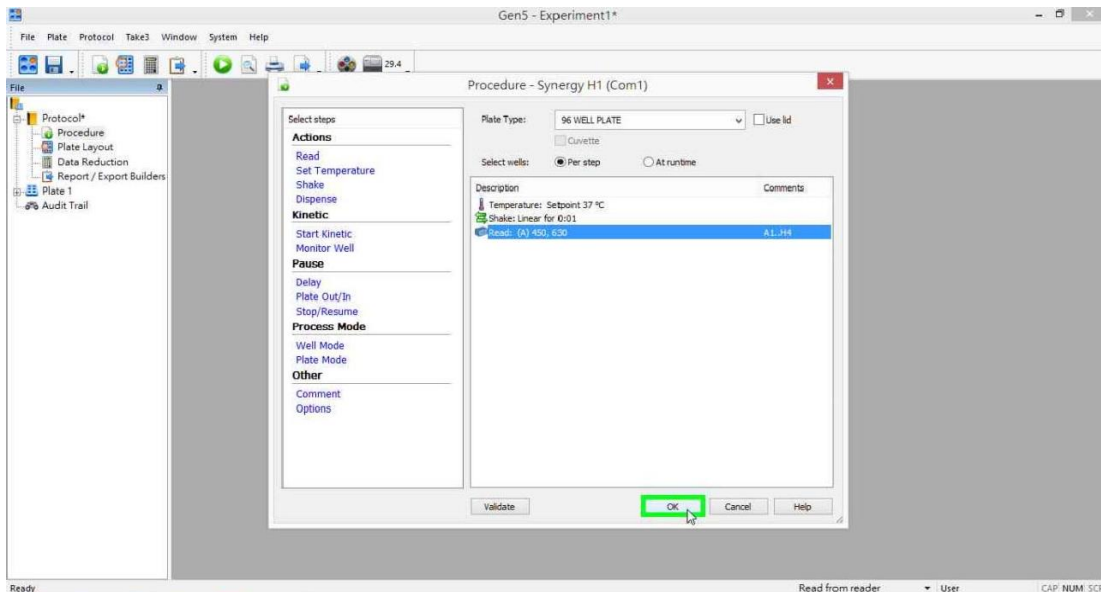 Gen5 - Experiment1*
File Plate Protocol Take3 Window System Help
29.4
File
Protocol*
Procedure
Plate Layout
Data Reduction
Report / Export Builders
Plate 1
Audit Trail
Procedure - Synergy H1 (Com1)
Select steps
Actions
Read
Set Temperature
Shake
Dispense
Kinetic
Start Kinetic
Monitor Well
Pause
Delay
Plate Out/In
Stop/Resume
Process Mode
Well Mode
Plate Mode
Other
Comment
Options
Plate Type: 96 WELL PLATE Use lid
Cuvette
Select wells: Per step At runtime
Description Comments
Temperature: Setpoint 37 °C
Shake: Linear for 0:01
Read: (A) 450, 630 A1..H4
Validate OK Cancel Help
Ready Read from reader User CAP NUM SCR